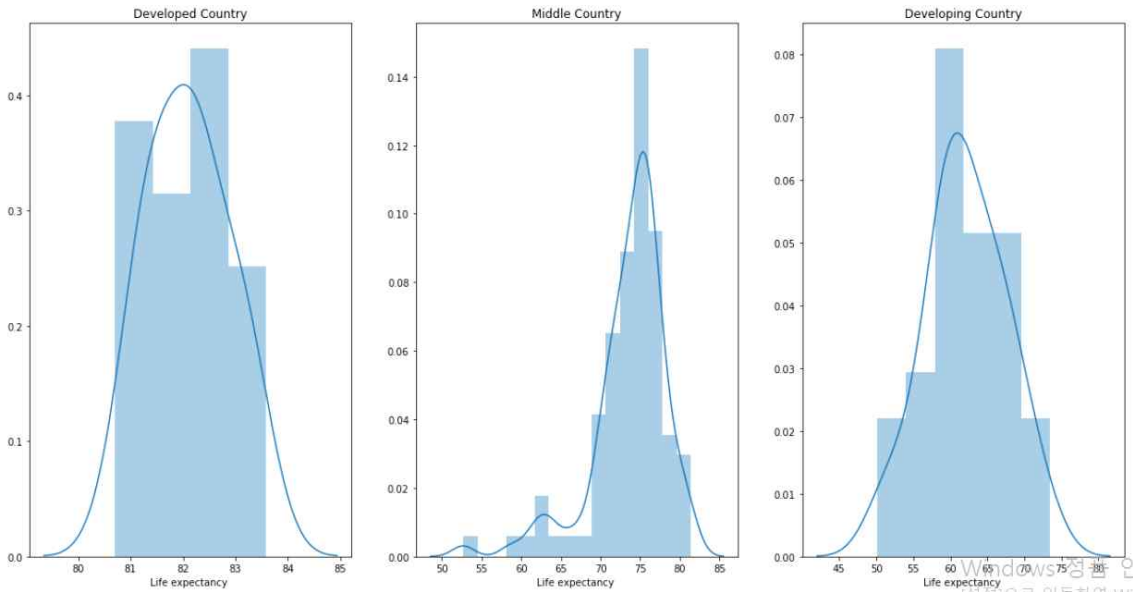 Developed Country
Middle Country
Developing Country
0.4
0.3
0.2
0.1
0.0
80 81 82 83 84 85
Life expectancy
0.14
0.12
0.10
0.08
0.06
0.04
0.02
0.00
50 55 60 65 70 75 80 85
Life expectancy
0.08
0.07
0.06
0.05
0.04
0.03
0.02
0.01
0.00
45 50 55 60 65 70 75 80
Life expectancy
Windows 정품